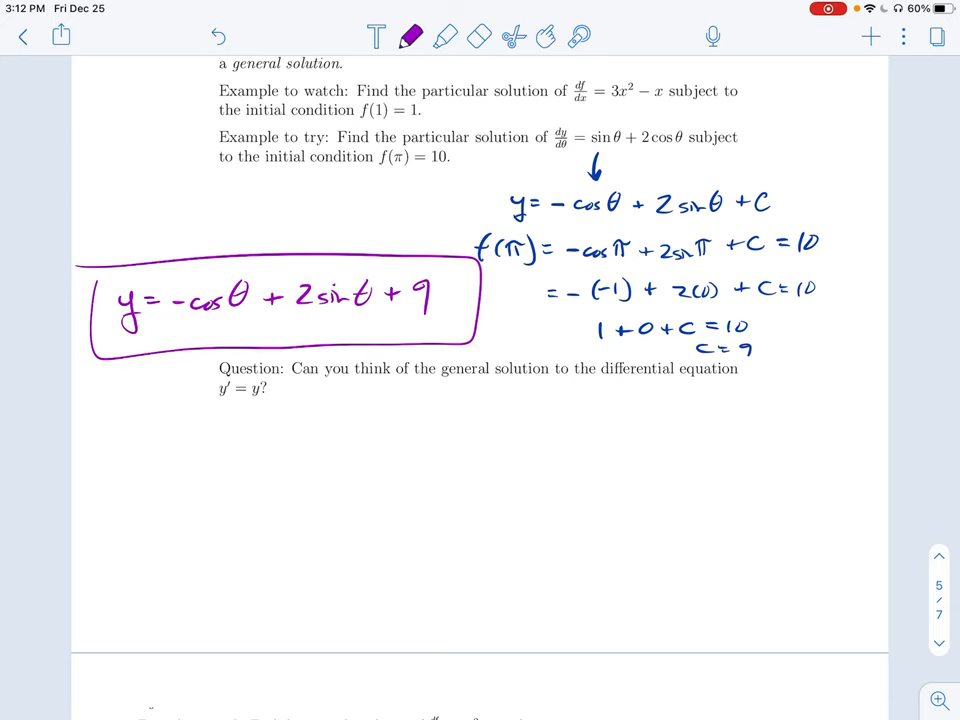 3:12 PM Fri Dec 25
60%
a general solution.
Example to watch: Find the particular solution of df/dx = 3x² − x subject to
the initial condition f(1) = 1.
Example to try: Find the particular solution of dy/dθ = sin θ + 2 cos θ subject
to the initial condition f(π) = 10.
y = - cos θ + 2 sin θ + C
f(π) = - cos π + 2 sin π + C = 10
= - (-1) + 2(0) + C = 10
1 + 0 + C = 10
C = 9
y = - cos θ + 2 sin θ + 9
Question: Can you think of the general solution to the differential equation
y′ = y?
5
/
7